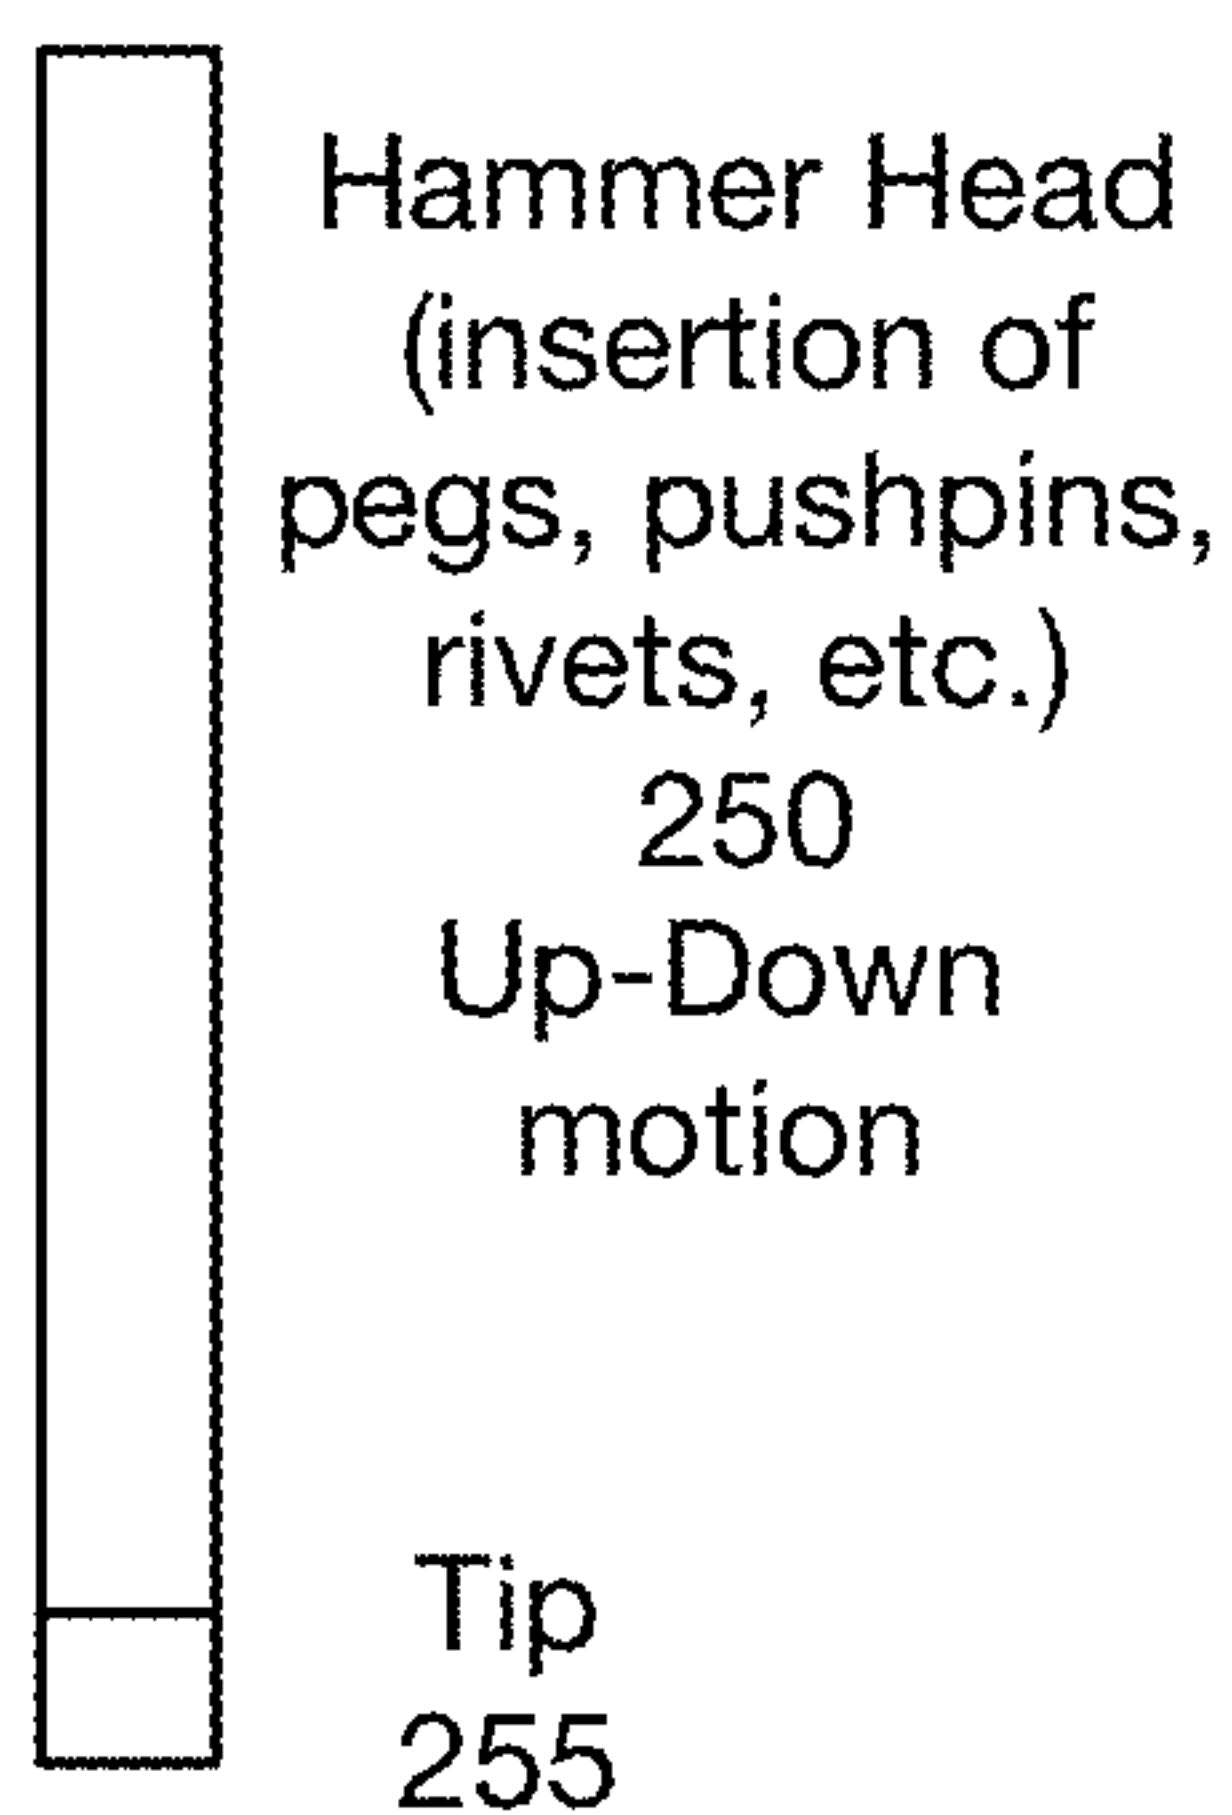 Hammer Head
(insertion of
pegs, pushpins,
rivets, etc.)
250
Up-Down
motion
Tip
255